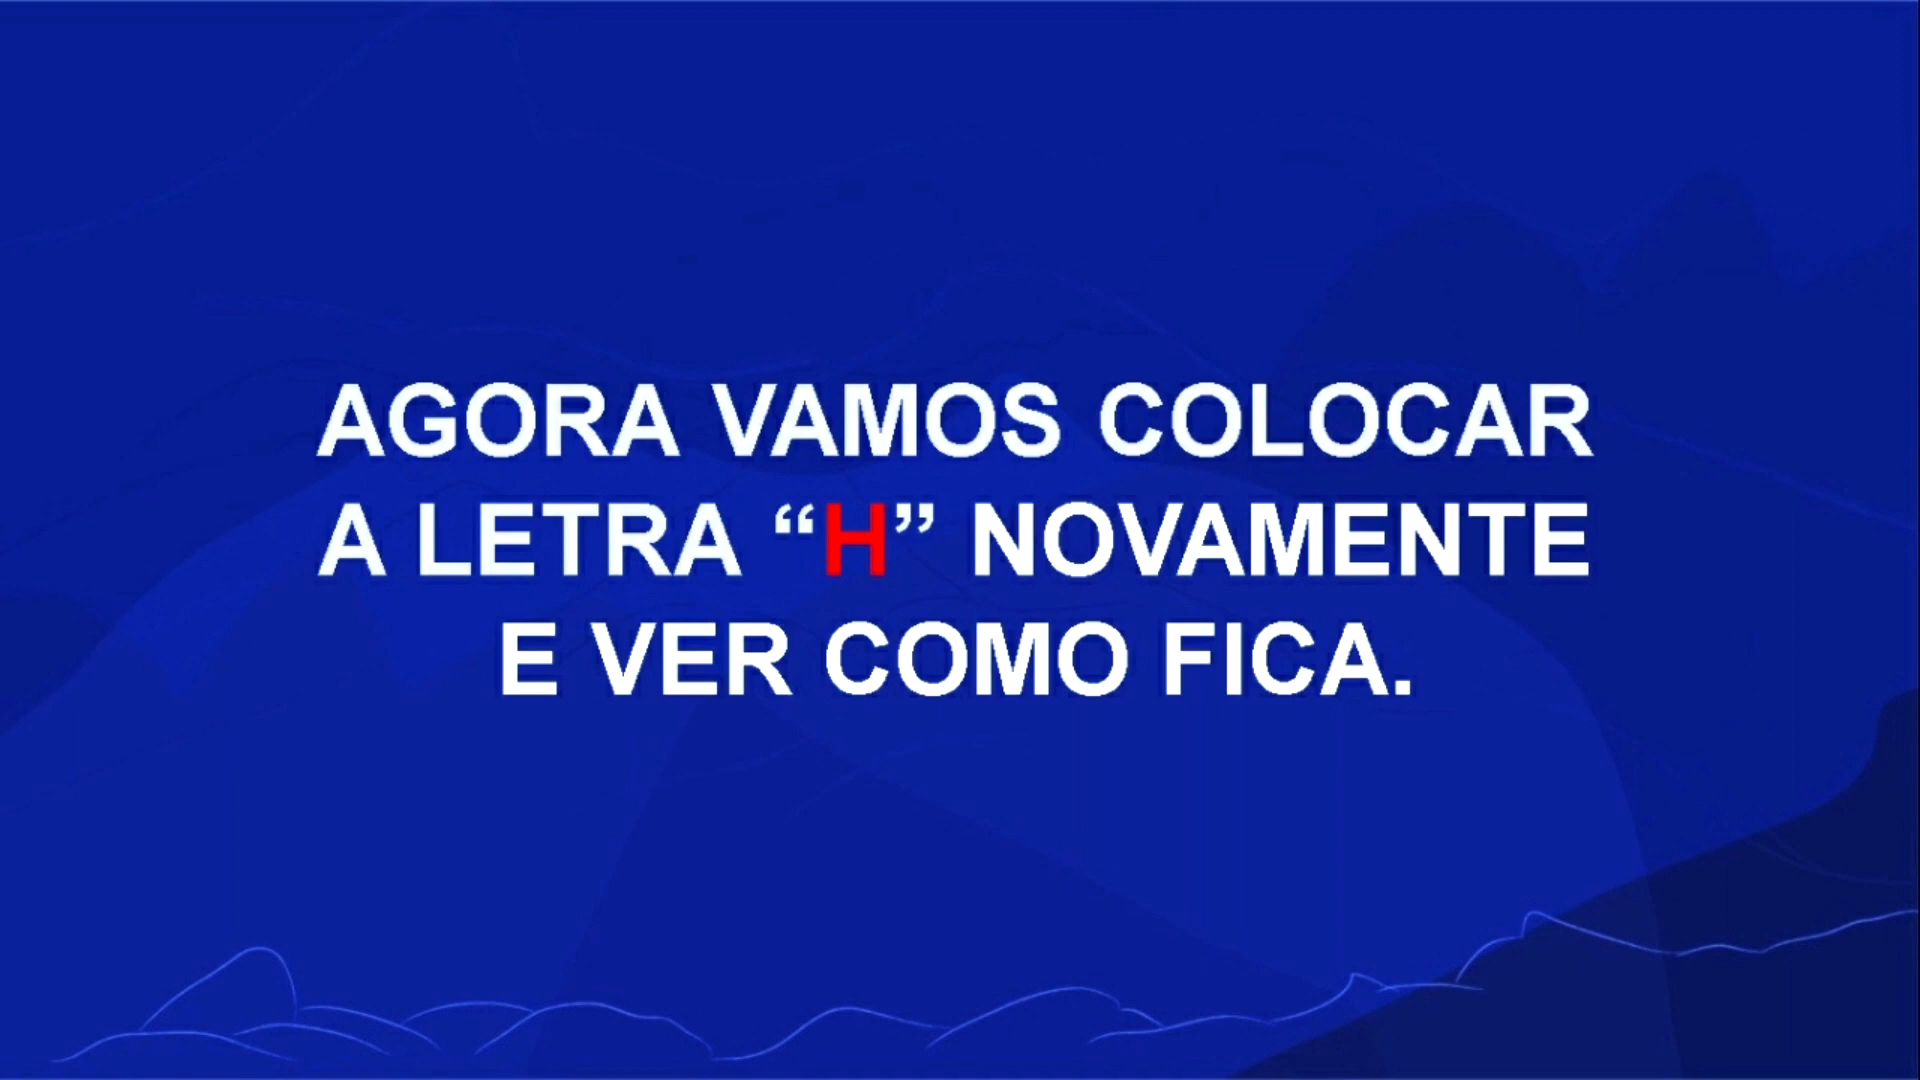 AGORA VAMOS COLOCAR
A LETRA “H” NOVAMENTE
E VER COMO FICA.